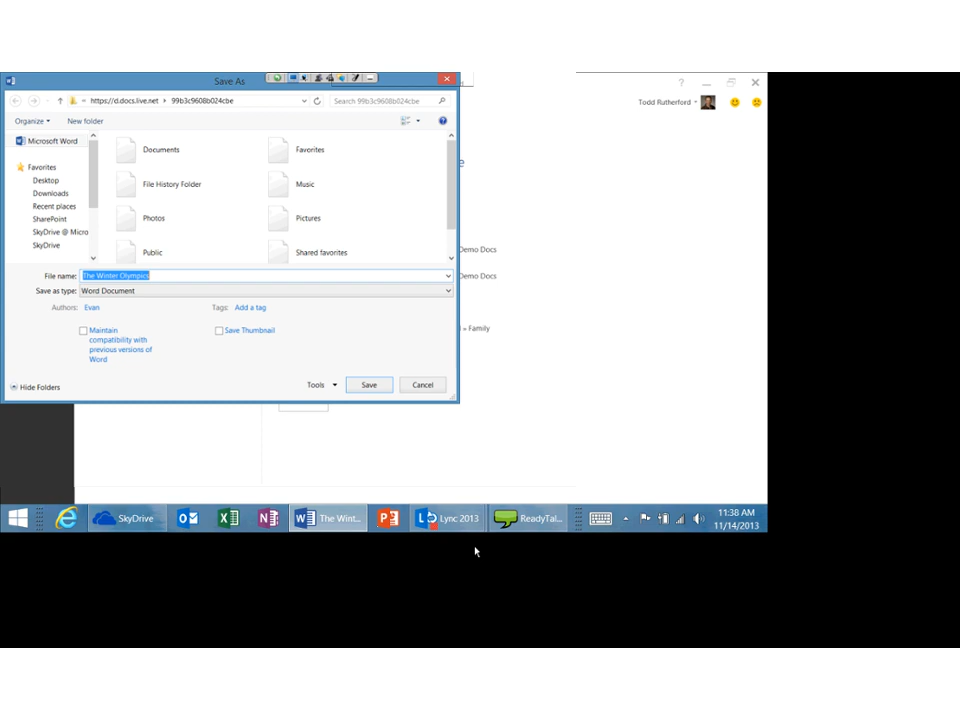 Save As
https://d.docs.live.net ▸ 99b3c9608b024cbe
Search 99b3c9608b024cbe
Todd Rutherford
Organize
New folder
Microsoft Word
Favorites
Desktop
Downloads
Recent places
SharePoint
SkyDrive @ Micro
SkyDrive
Documents
Favorites
File History Folder
Music
Photos
Pictures
Public
Shared favorites
Demo Docs
Demo Docs
» Family
File name: The Winter Olympics
Save as type: Word Document
Authors: Evan
Tags: Add a tag
Maintain
compatibility with
previous versions of
Word
Save Thumbnail
Hide Folders
Tools
Save
Cancel
SkyDrive
The Wint...
Lync 2013
ReadyTal...
11:38 AM
11/14/2013